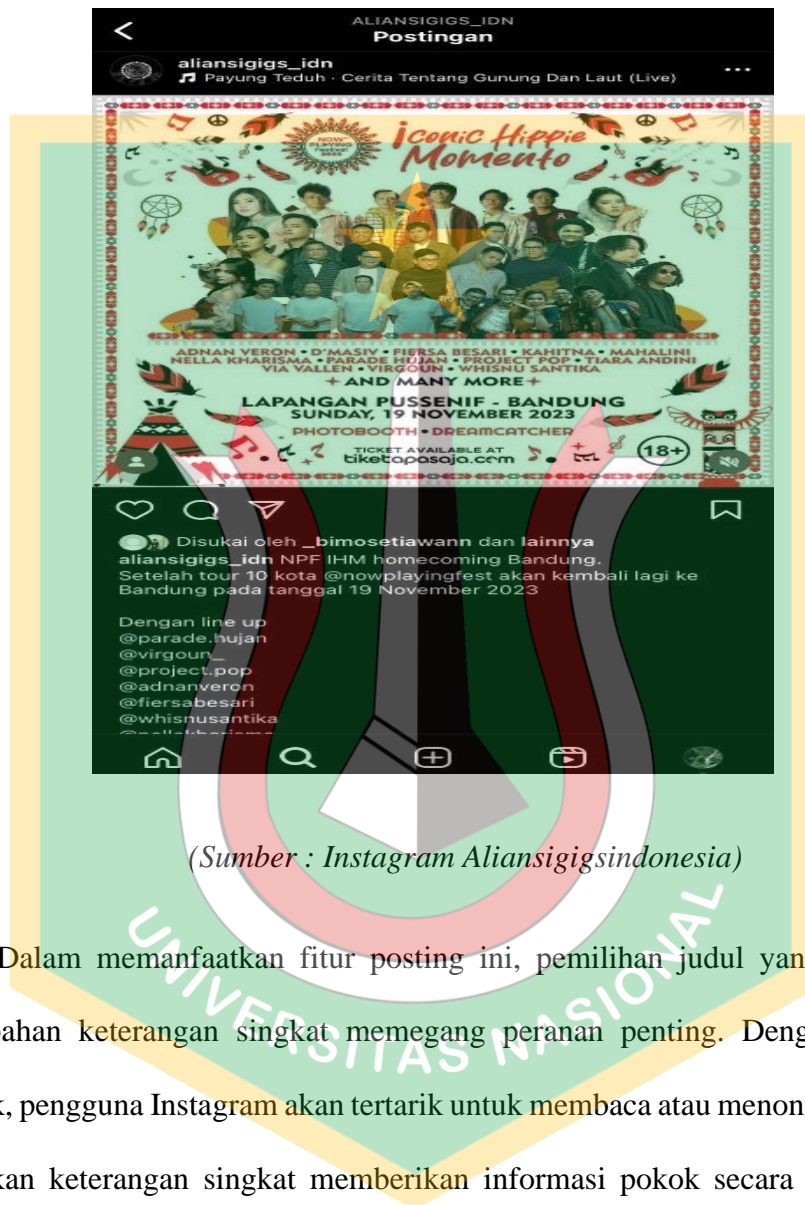 ALIANSIGIGS_IDN
Postingan
aliansigigs_idn
Payung Teduh · Cerita Tentang Gunung Dan Laut (Live)
NOW PLAYING Festival 2023
iconic Hippie
Momento
ADNAN VERON • D'MASIV • FIERSA BESARI • KAHITNA • MAHALINI
NELLA KHARISMA • PARADE HUJAN • PROJECT POP • TIARA ANDINI
VIA VALLEN • VIRGOUN • WHISNU SANTIKA
+ AND MANY MORE +
LAPANGAN PUSSENIF - BANDUNG
SUNDAY, 19 NOVEMBER 2023
PHOTOBOOTH • DREAMCATCHER
TICKET AVAILABLE AT
tiketapasaja.com
18+
Disukai oleh _bimosetiawann dan lainnya
aliansigigs_idn NPF IHM homecoming Bandung.
Setelah tour 10 kota @nowplayingfest akan kembali lagi ke
Bandung pada tanggal 19 November 2023
Dengan line up
@parade.hujan
@virgoun_
@project.pop
@adnanveron
@fiersabesari
@whisnusantika
(Sumber : Instagram Aliansigigsindonesia)
Dalam memanfaatkan fitur posting ini, pemilihan judul yan
bahan keterangan singkat memegang peranan penting. Deng
k, pengguna Instagram akan tertarik untuk membaca atau menon
kan keterangan singkat memberikan informasi pokok secara
UNIVERSITAS NASIONAL